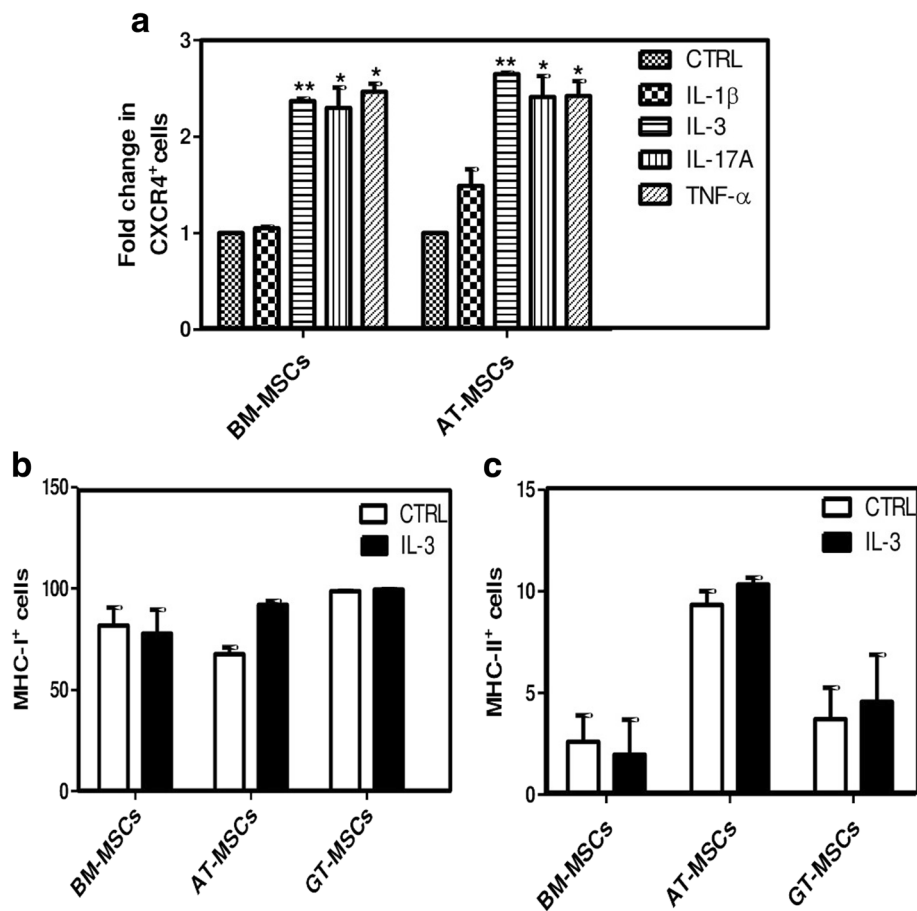 a
Fold change in
CXCR4⁺cells
3
2
1
0
** * *
** * *
CTRL
IL-1β
IL-3
IL-17A
TNF-α
BM-MSCs
AT-MSCs
b
MHC-I⁺ cells
150
100
50
0
CTRL
IL-3
BM-MSCs
AT-MSCs
GT-MSCs
c
MHC-II⁺ cells
15
10
5
0
CTRL
IL-3
BM-MSCs
AT-MSCs
GT-MSCs